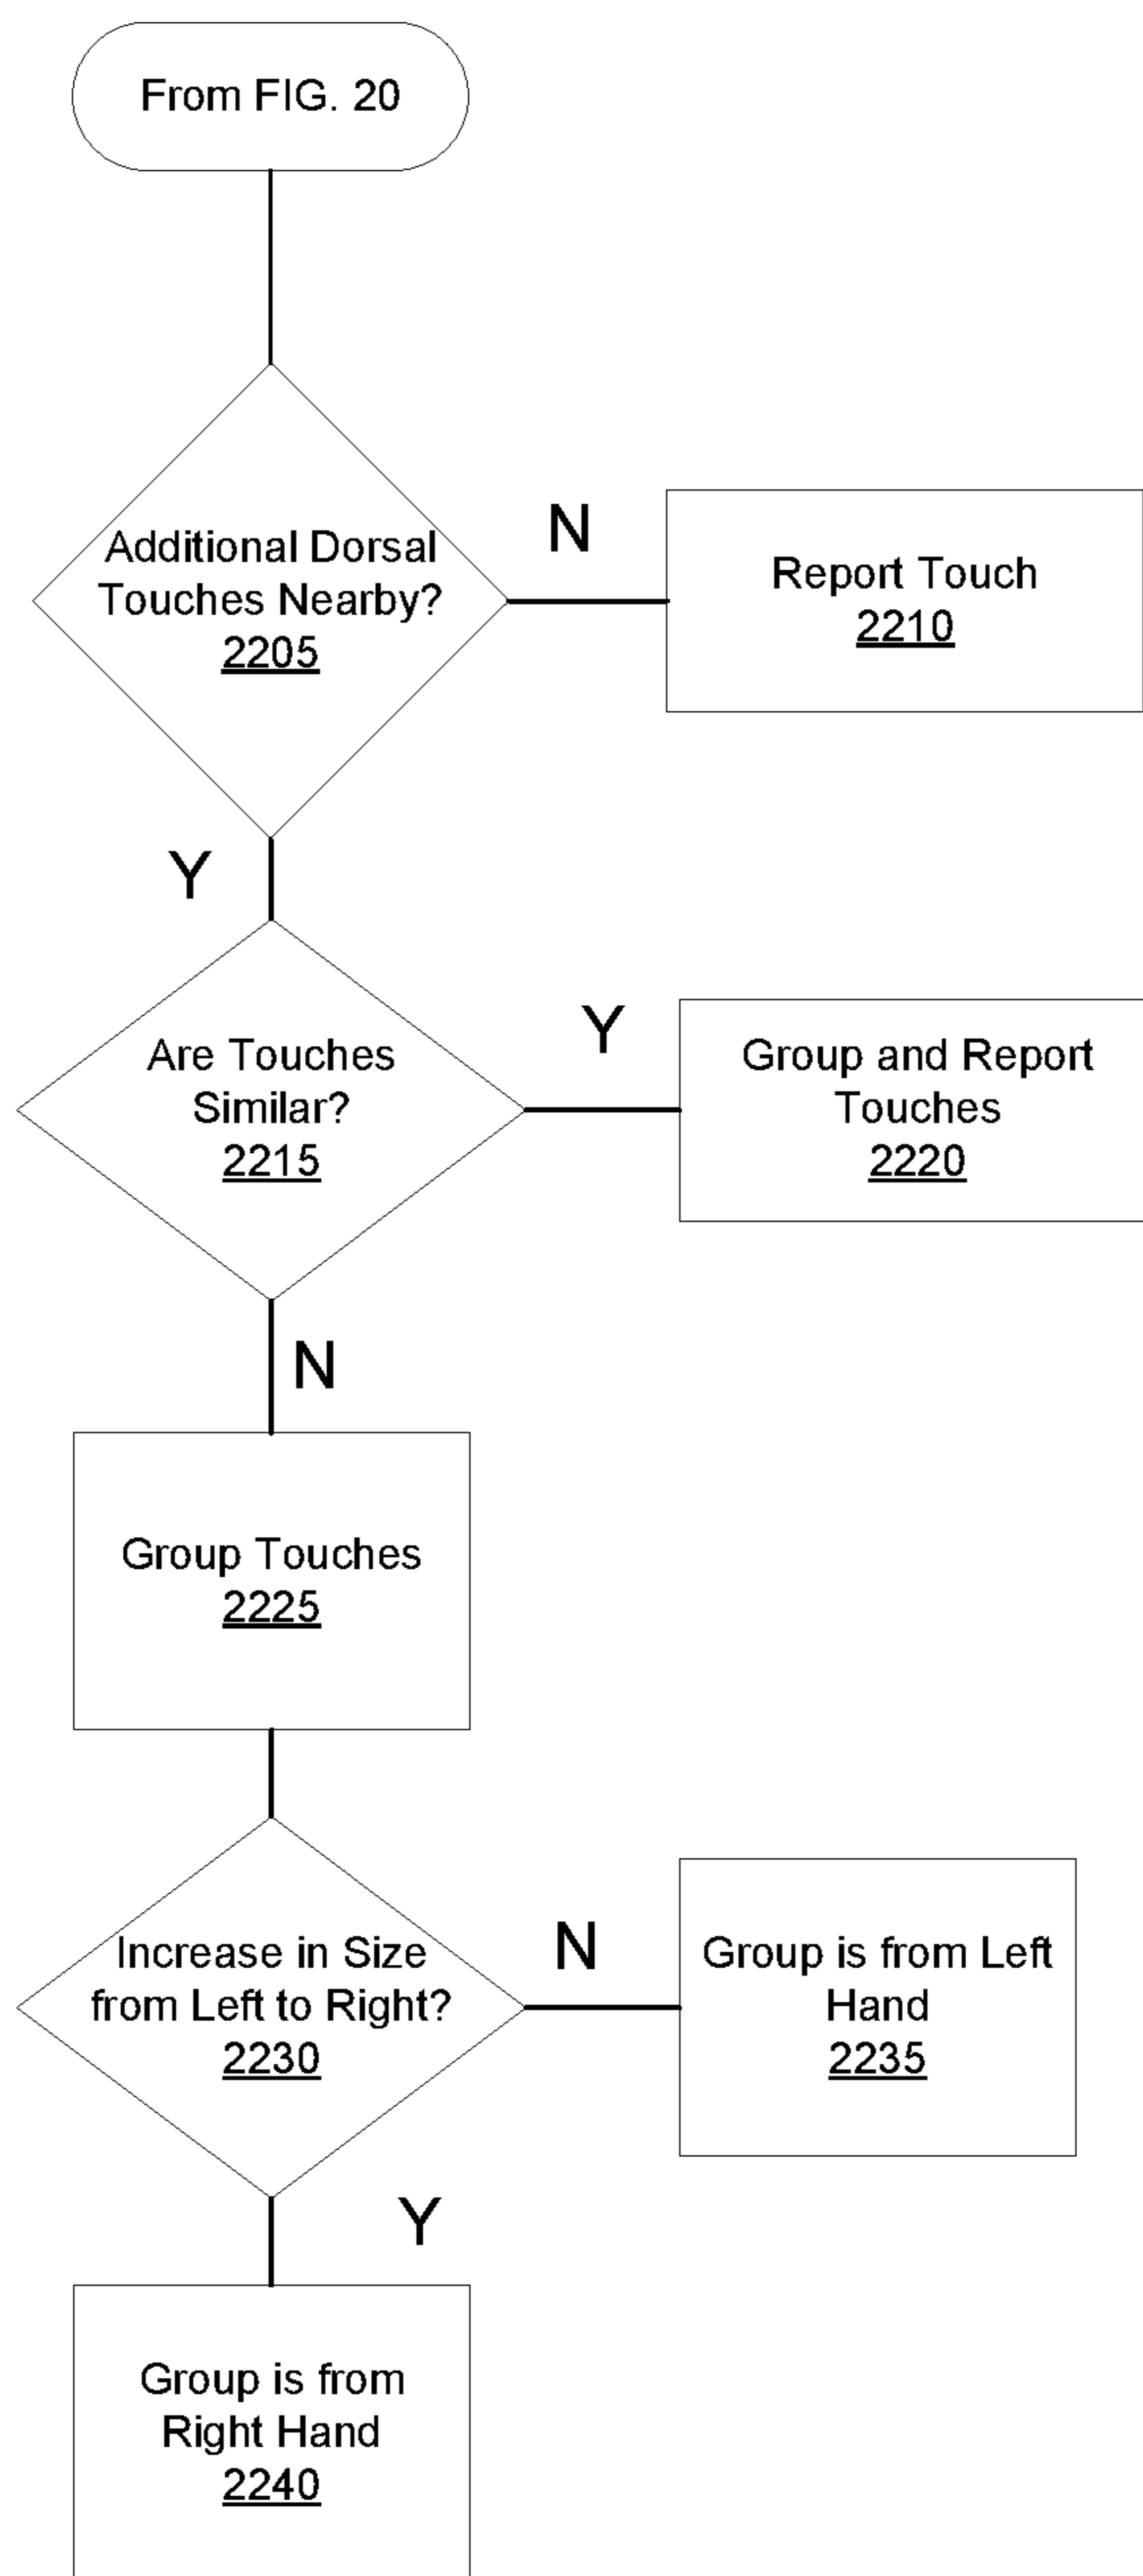 From FIG. 20
Additional Dorsal
Touches Nearby?
2205
N
Report Touch
2210
Y
Are Touches
Similar?
2215
Y
Group and Report
Touches
2220
N
Group Touches
2225
Increase in Size
from Left to Right?
2230
N
Group is from Left
Hand
2235
Y
Group is from
Right Hand
2240